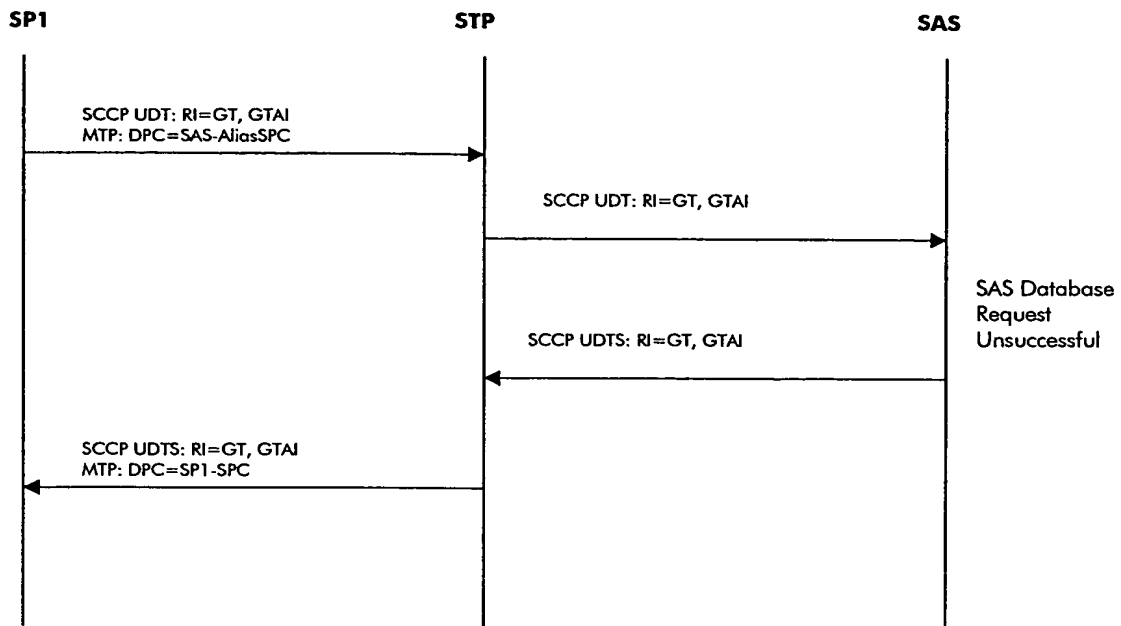 SP1
STP
SAS
SCCP UDT: RI=GT, GTAI
MTP: DPC=SAS-AliasSPC
SCCP UDT: RI=GT, GTAI
SAS Database
Request
Unsuccessful
SCCP UDTS: RI=GT, GTAI
SCCP UDTS: RI=GT, GTAI
MTP: DPC=SP1-SPC